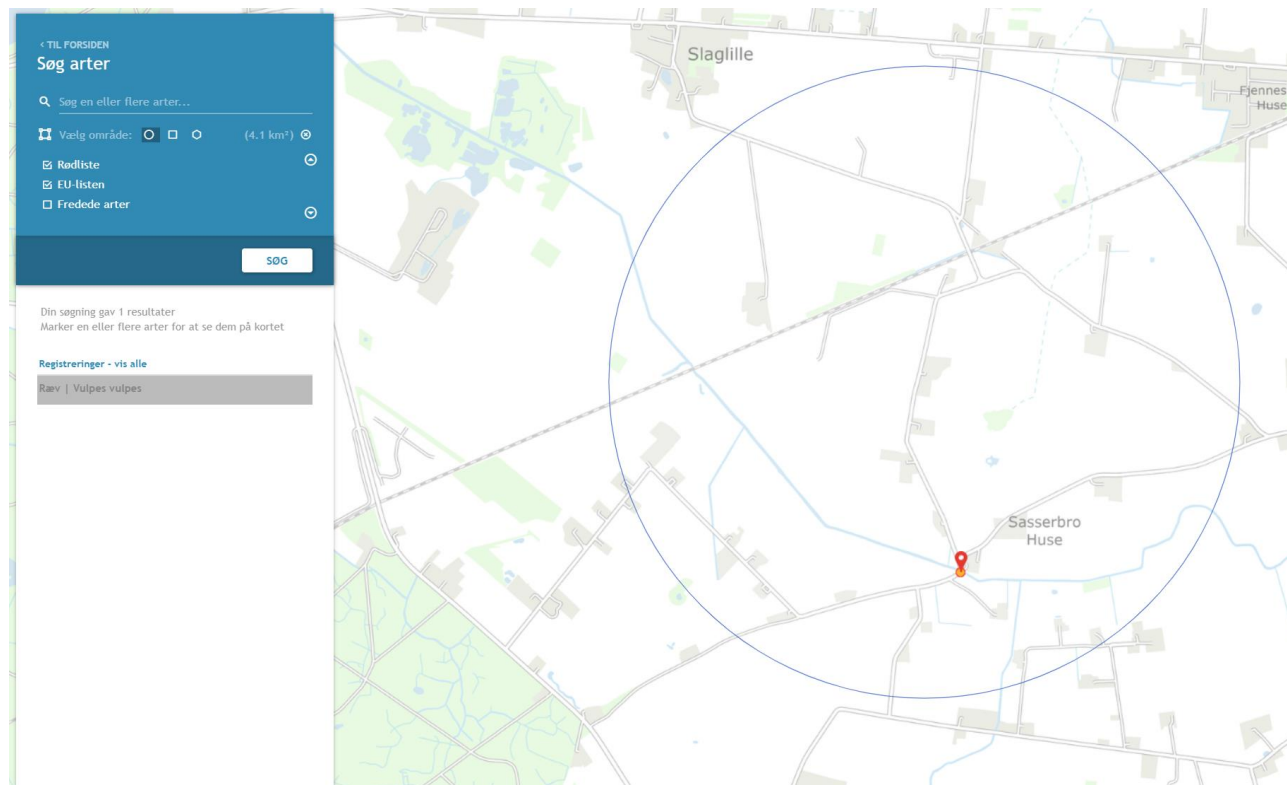 ‹ TIL FORSIDEN
Søg arter
Søg en eller flere arter...
Vælg område: (4.1 km²)
Rødliste
EU-listen
Fredede arter
SØG
Din søgning gav 1 resultater
Marker en eller flere arter for at se dem på kortet
Registreringer - vis alle
Ræv | Vulpes vulpes
Slaglille
Fjennes
Huse
Sasserbro
Huse